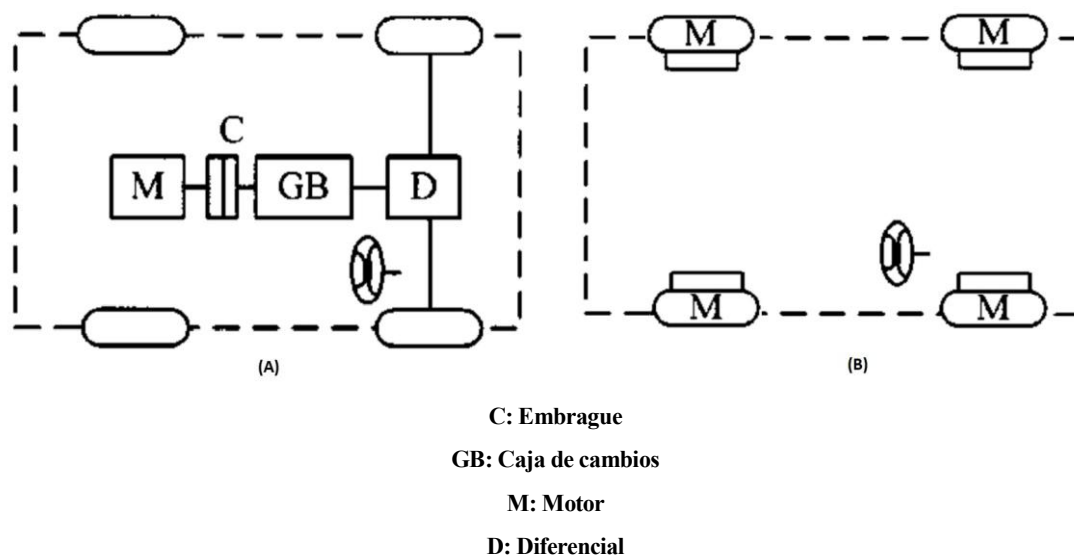 M M
C
M GB D
M M
(A) (B)
C: Embrague
GB: Caja de cambios
M: Motor
D: Diferencial